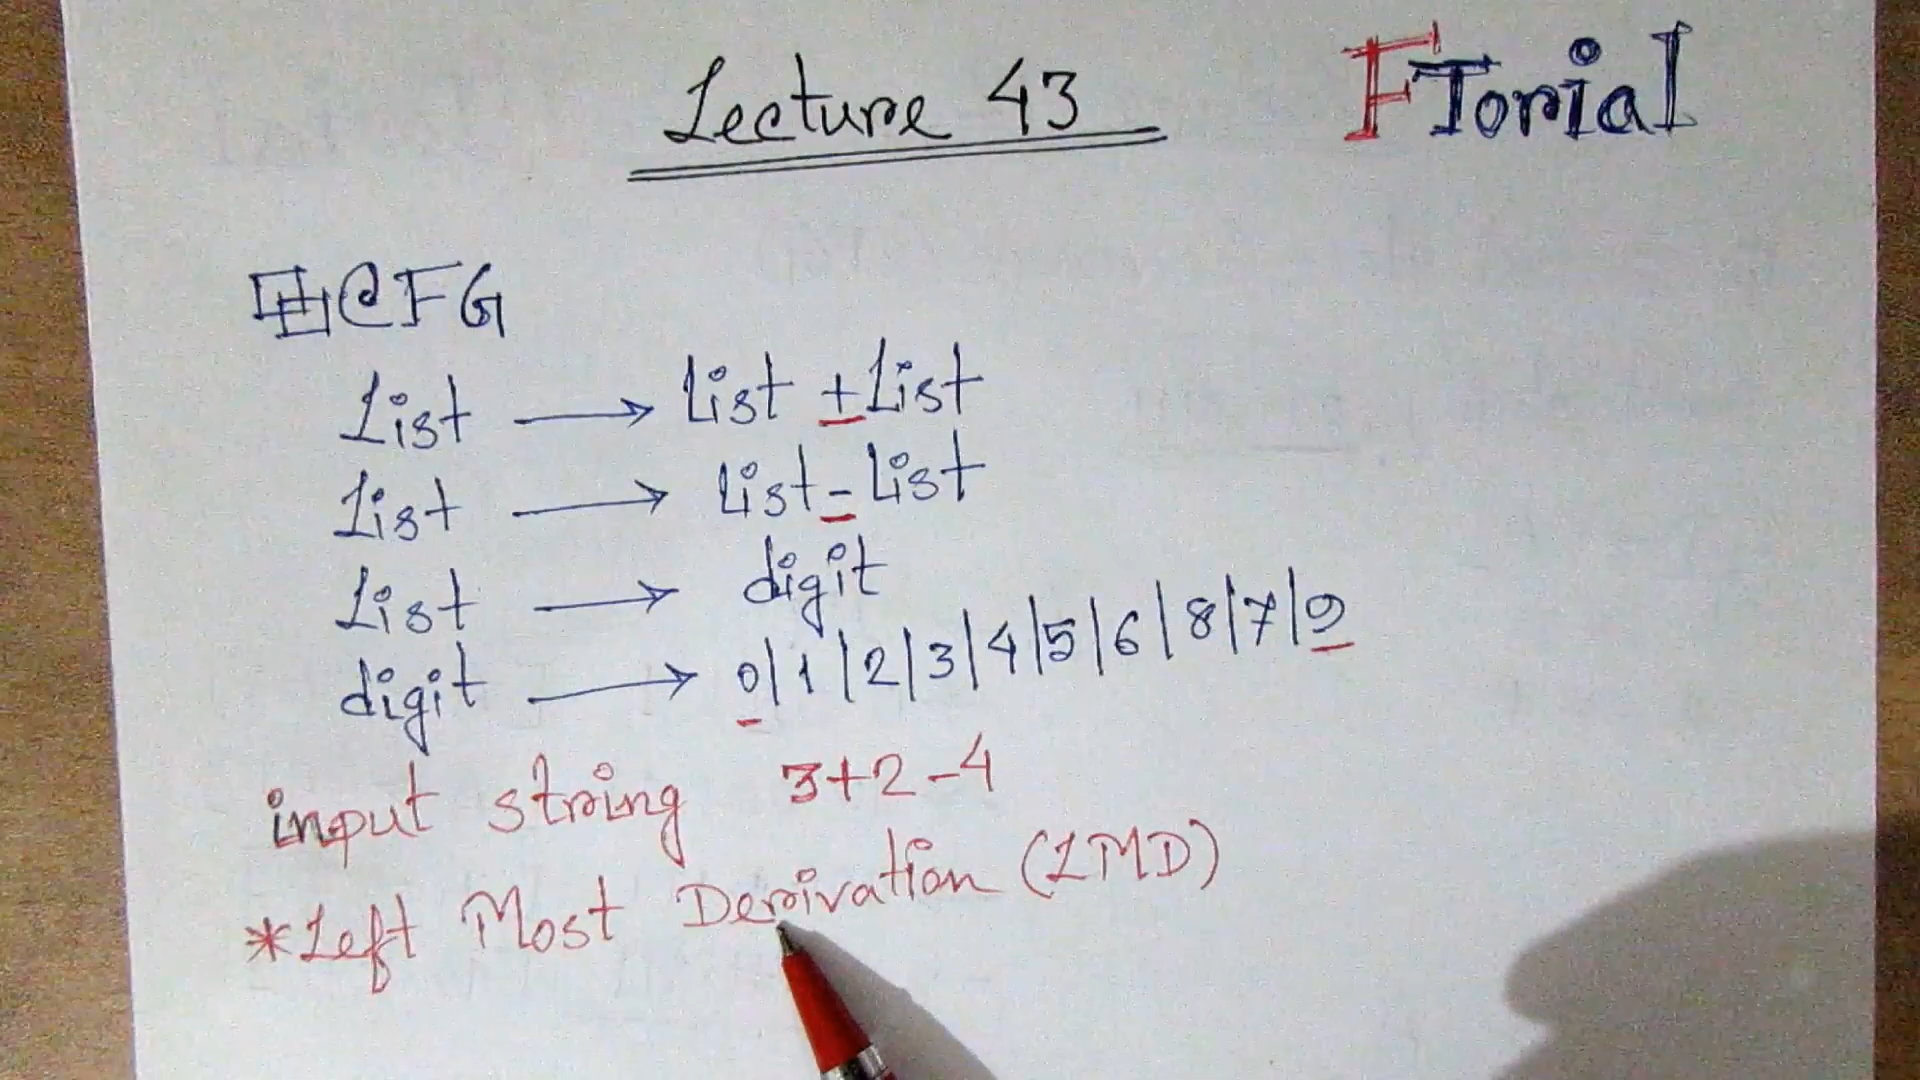 Lecture 43
FTorial
CFG
List → List + List
List → List - List
List → digit
digit → 0|1|2|3|4|5|6|8|7|9
input string 3+2-4
*Left Most Derivation (LMD)